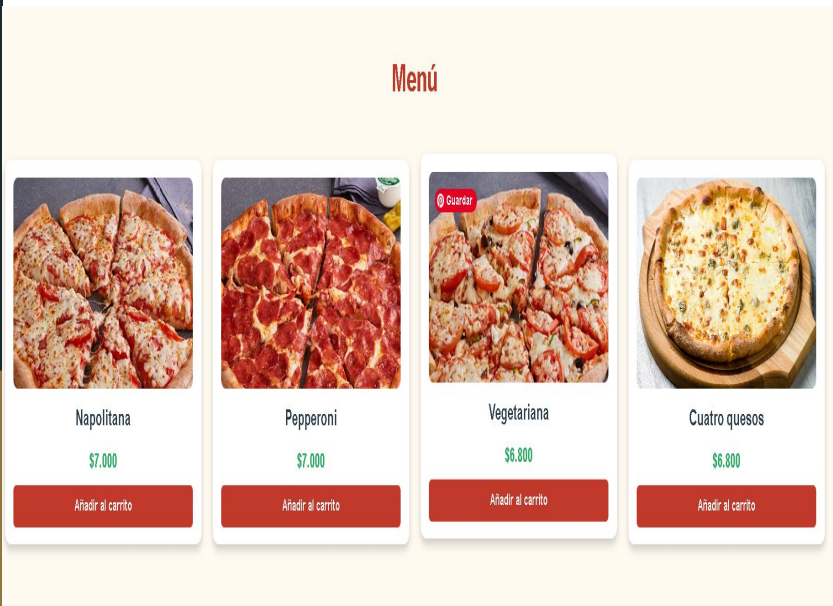 Menú
Guardar
Napolitana
$7.000
Añadir al carrito
Pepperoni
$7.000
Añadir al carrito
Vegetariana
$6.800
Añadir al carrito
Cuatro quesos
$6.800
Añadir al carrito